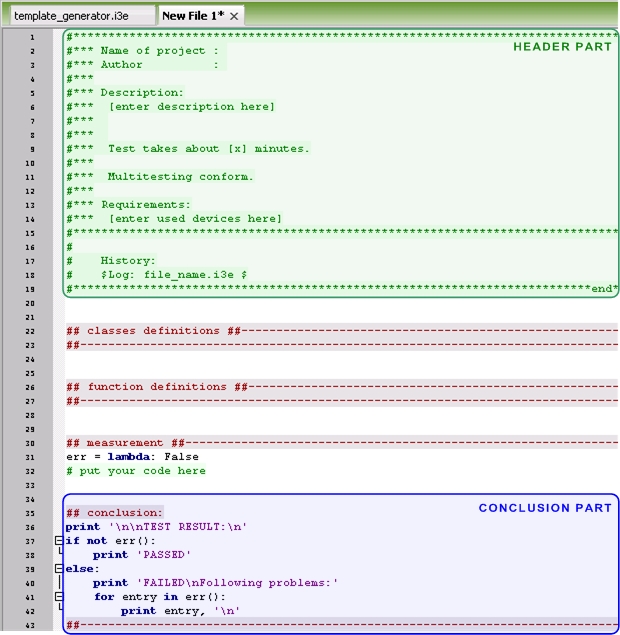 template_generator.i3e New File 1*
1 #*******************************************************************************
HEADER PART
2 #*** Name of project :
3 #*** Author :
4 #***
5 #*** Description:
6 #*** [enter description here]
7 #***
8 #***
9 #*** Test takes about [x] minutes.
10 #***
11 #*** Multitesting conform.
12 #***
13 #*** Requirements:
14 #*** [enter used devices here]
15 #*******************************************************************************
16 #
17 # History:
18 # $Log: file_name.i3e $
19 #**************************************************************************end*
20
21
22 ## classes definitions ##------------------------------------------------------
23 ##-----------------------------------------------------------------------------
24
25
26 ## function definitions ##-----------------------------------------------------
27 ##-----------------------------------------------------------------------------
28
29
30 ## measurement ##--------------------------------------------------------------
31 err = lambda: False
32 # put your code here
33
34
CONCLUSION PART
35 ## conclusion:
36 print '\n\nTEST RESULT:\n'
37 if not err():
38 print 'PASSED'
39 else:
40 print 'FAILED\nFollowing problems:'
41 for entry in err():
42 print entry, '\n'
43 ##-----------------------------------------------------------------------------